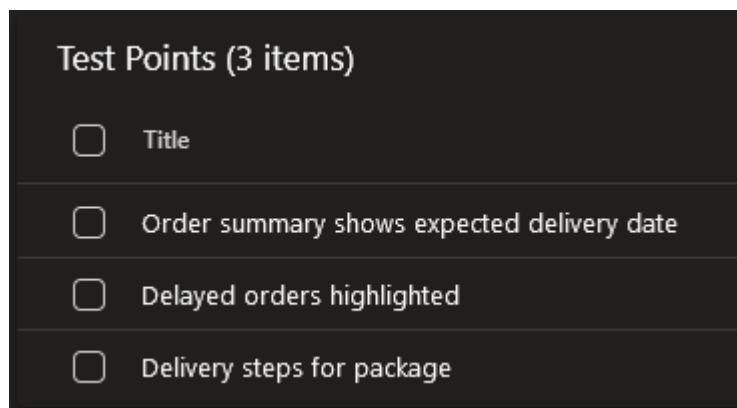 Test Points (3 items)
Title
Order summary shows expected delivery date
Delayed orders highlighted
Delivery steps for package